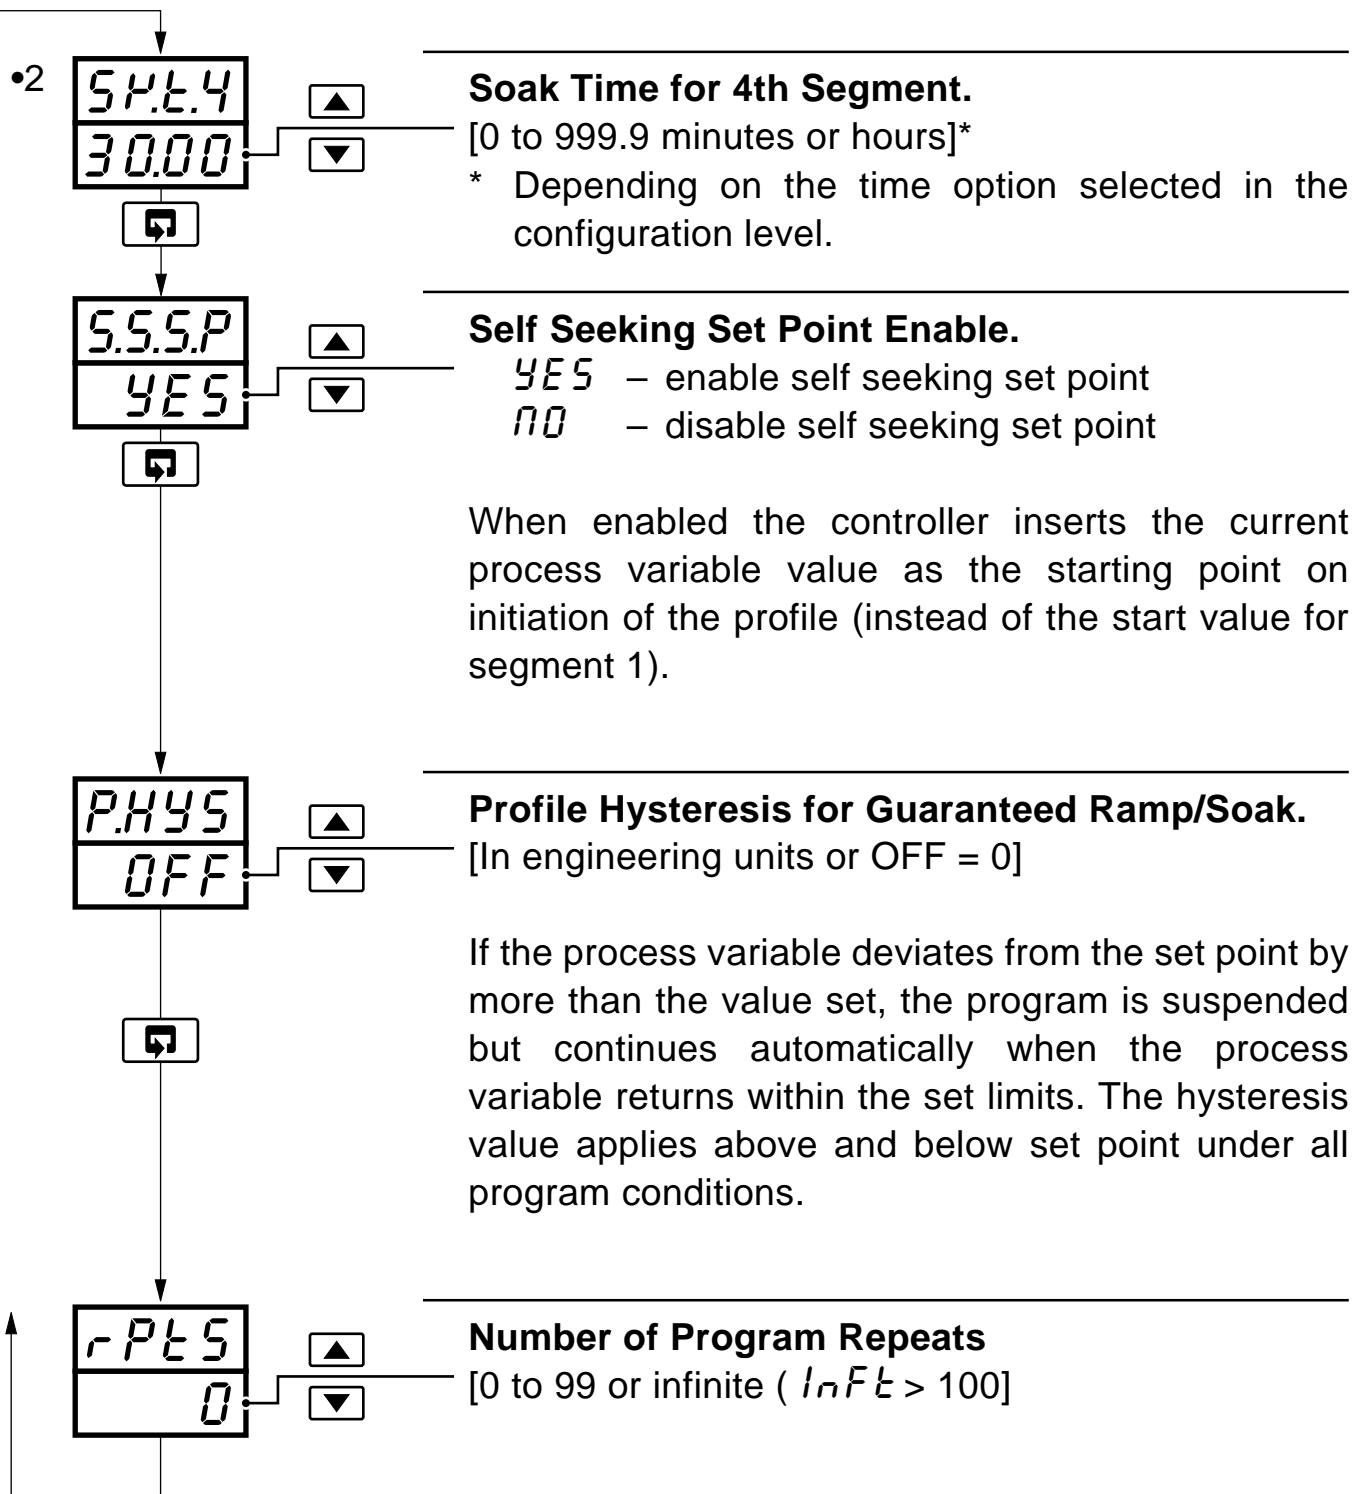 •2
SK.t.4
30.00
Soak Time for 4th Segment.
[0 to 999.9 minutes or hours]*
* Depending on the time option selected in the
configuration level.
S.S.S.P
YES
Self Seeking Set Point Enable.
YES – enable self seeking set point
NO – disable self seeking set point
When enabled the controller inserts the current
process variable value as the starting point on
initiation of the profile (instead of the start value for
segment 1).
P.HYS
OFF
Profile Hysteresis for Guaranteed Ramp/Soak.
[In engineering units or OFF = 0]
If the process variable deviates from the set point by
more than the value set, the program is suspended
but continues automatically when the process
variable returns within the set limits. The hysteresis
value applies above and below set point under all
program conditions.
rPtS
0
Number of Program Repeats
[0 to 99 or infinite ( InFt > 100]